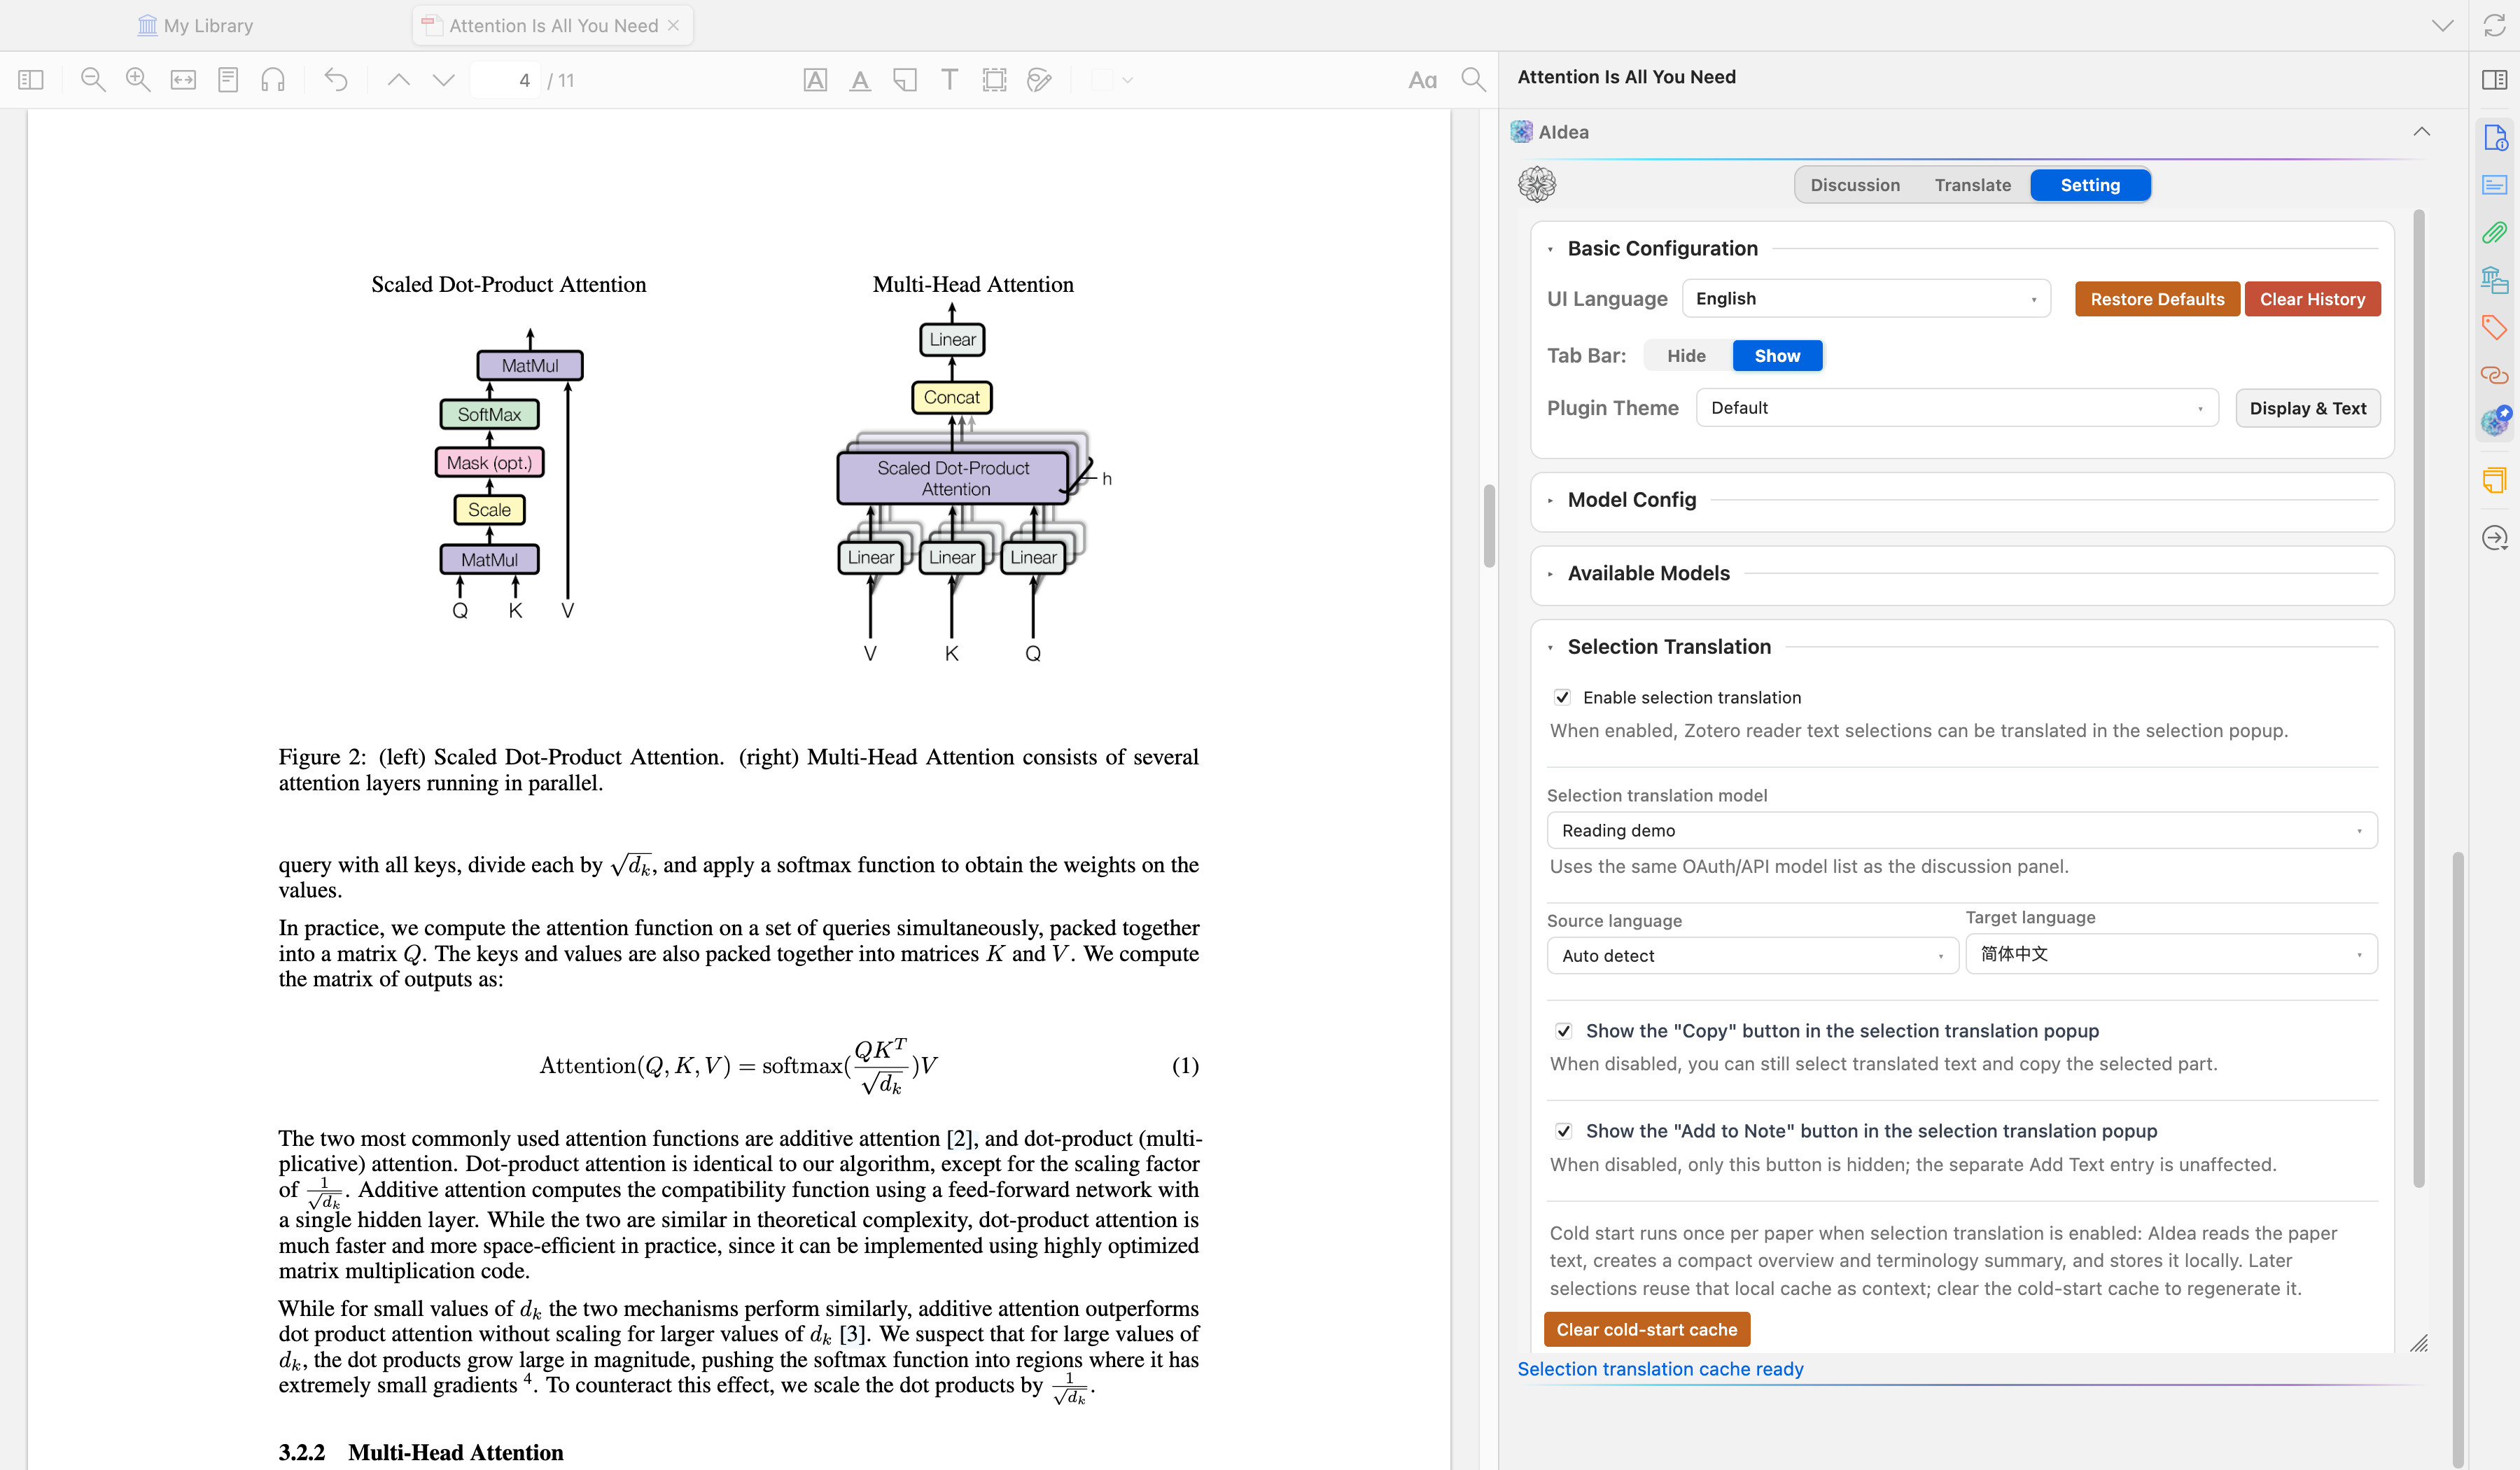 My Library
Attention Is All You Need
4 / 11
Aa
Scaled Dot-Product Attention
MatMul
SoftMax
Mask (opt.)
Scale
MatMul
Q K V
Multi-Head Attention
Linear
Concat
Scaled Dot-Product
Attention
h
Linear Linear Linear
V K Q
Figure 2: (left) Scaled Dot-Product Attention. (right) Multi-Head Attention consists of several
attention layers running in parallel.
query with all keys, divide each by √dk, and apply a softmax function to obtain the weights on the
values.
In practice, we compute the attention function on a set of queries simultaneously, packed together
into a matrix Q. The keys and values are also packed together into matrices K and V. We compute
the matrix of outputs as:
Attention(Q, K, V) = softmax(QK^T/√dk)V (1)
The two most commonly used attention functions are additive attention [2], and dot-product (multi-
plicative) attention. Dot-product attention is identical to our algorithm, except for the scaling factor
of 1/√dk. Additive attention computes the compatibility function using a feed-forward network with
a single hidden layer. While the two are similar in theoretical complexity, dot-product attention is
much faster and more space-efficient in practice, since it can be implemented using highly optimized
matrix multiplication code.
While for small values of dk the two mechanisms perform similarly, additive attention outperforms
dot product attention without scaling for larger values of dk [3]. We suspect that for large values of
dk, the dot products grow large in magnitude, pushing the softmax function into regions where it has
extremely small gradients 4. To counteract this effect, we scale the dot products by 1/√dk.
3.2.2 Multi-Head Attention
Attention Is All You Need
AIdea
Discussion Translate Setting
Basic Configuration
UI Language English Restore Defaults Clear History
Tab Bar: Hide Show
Plugin Theme Default Display & Text
Model Config
Available Models
Selection Translation
Enable selection translation
When enabled, Zotero reader text selections can be translated in the selection popup.
Selection translation model
Reading demo
Uses the same OAuth/API model list as the discussion panel.
Source language Target language
Auto detect 简体中文
Show the "Copy" button in the selection translation popup
When disabled, you can still select translated text and copy the selected part.
Show the "Add to Note" button in the selection translation popup
When disabled, only this button is hidden; the separate Add Text entry is unaffected.
Cold start runs once per paper when selection translation is enabled: AIdea reads the paper
text, creates a compact overview and terminology summary, and stores it locally. Later
selections reuse that local cache as context; clear the cold-start cache to regenerate it.
Clear cold-start cache
Selection translation cache ready